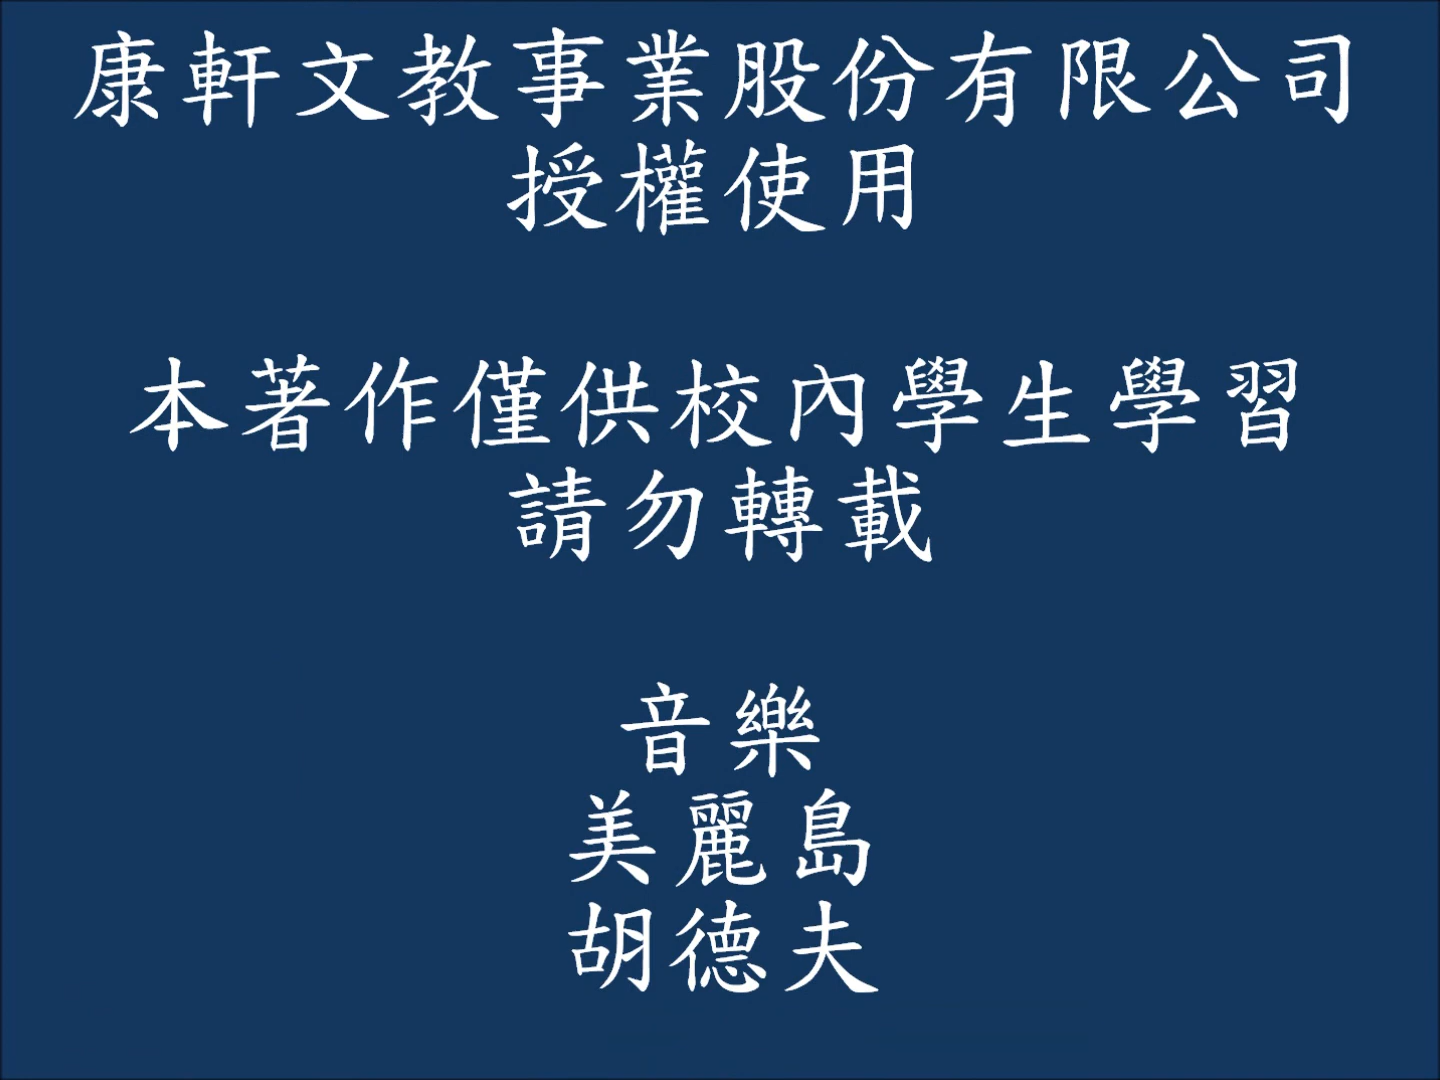 康軒文教事業股份有限公司
授權使用
本著作僅供校內學生學習
請勿轉載
音樂
美麗島
胡德夫